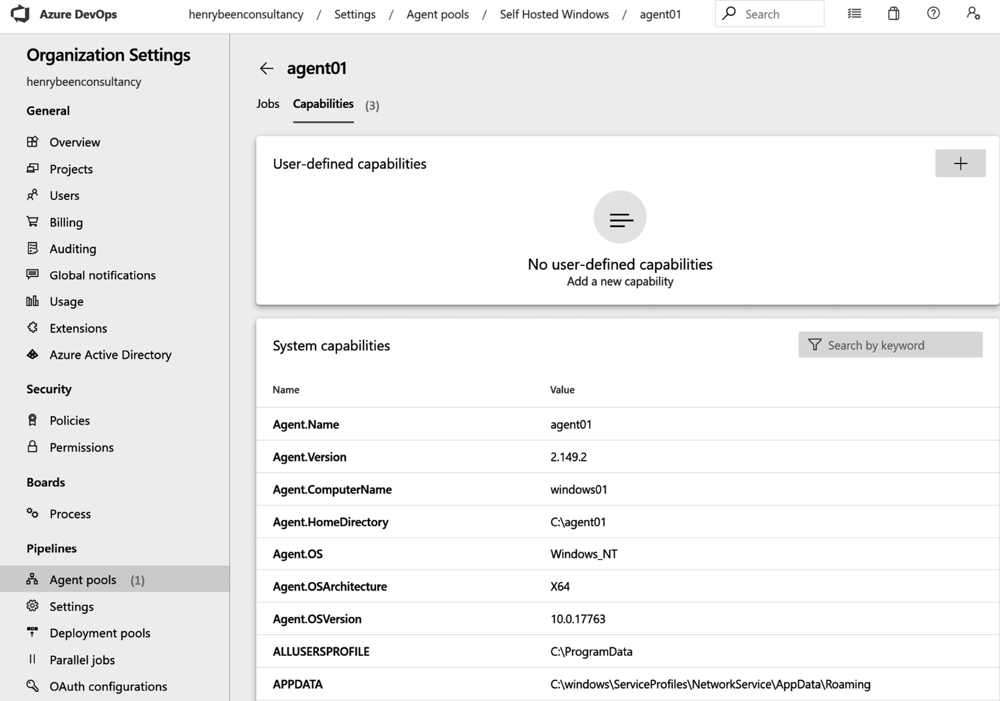 Azure DevOps
henrybeenconsultancy / Settings / Agent pools / Self Hosted Windows / agent01
Search
Organization Settings
henrybeenconsultancy
General
Overview
Projects
Users
Billing
Auditing
Global notifications
Usage
Extensions
Azure Active Directory
Security
Policies
Permissions
Boards
Process
Pipelines
Agent pools (1)
Settings
Deployment pools
Parallel jobs
OAuth configurations
agent01
Jobs Capabilities (3)
User-defined capabilities
No user-defined capabilities
Add a new capability
System capabilities
Search by keyword
Name Value
Agent.Name agent01
Agent.Version 2.149.2
Agent.ComputerName windows01
Agent.HomeDirectory C:\agent01
Agent.OS Windows_NT
Agent.OSArchitecture X64
Agent.OSVersion 10.0.17763
ALLUSERSPROFILE C:\ProgramData
APPDATA C:\windows\ServiceProfiles\NetworkService\AppData\Roaming